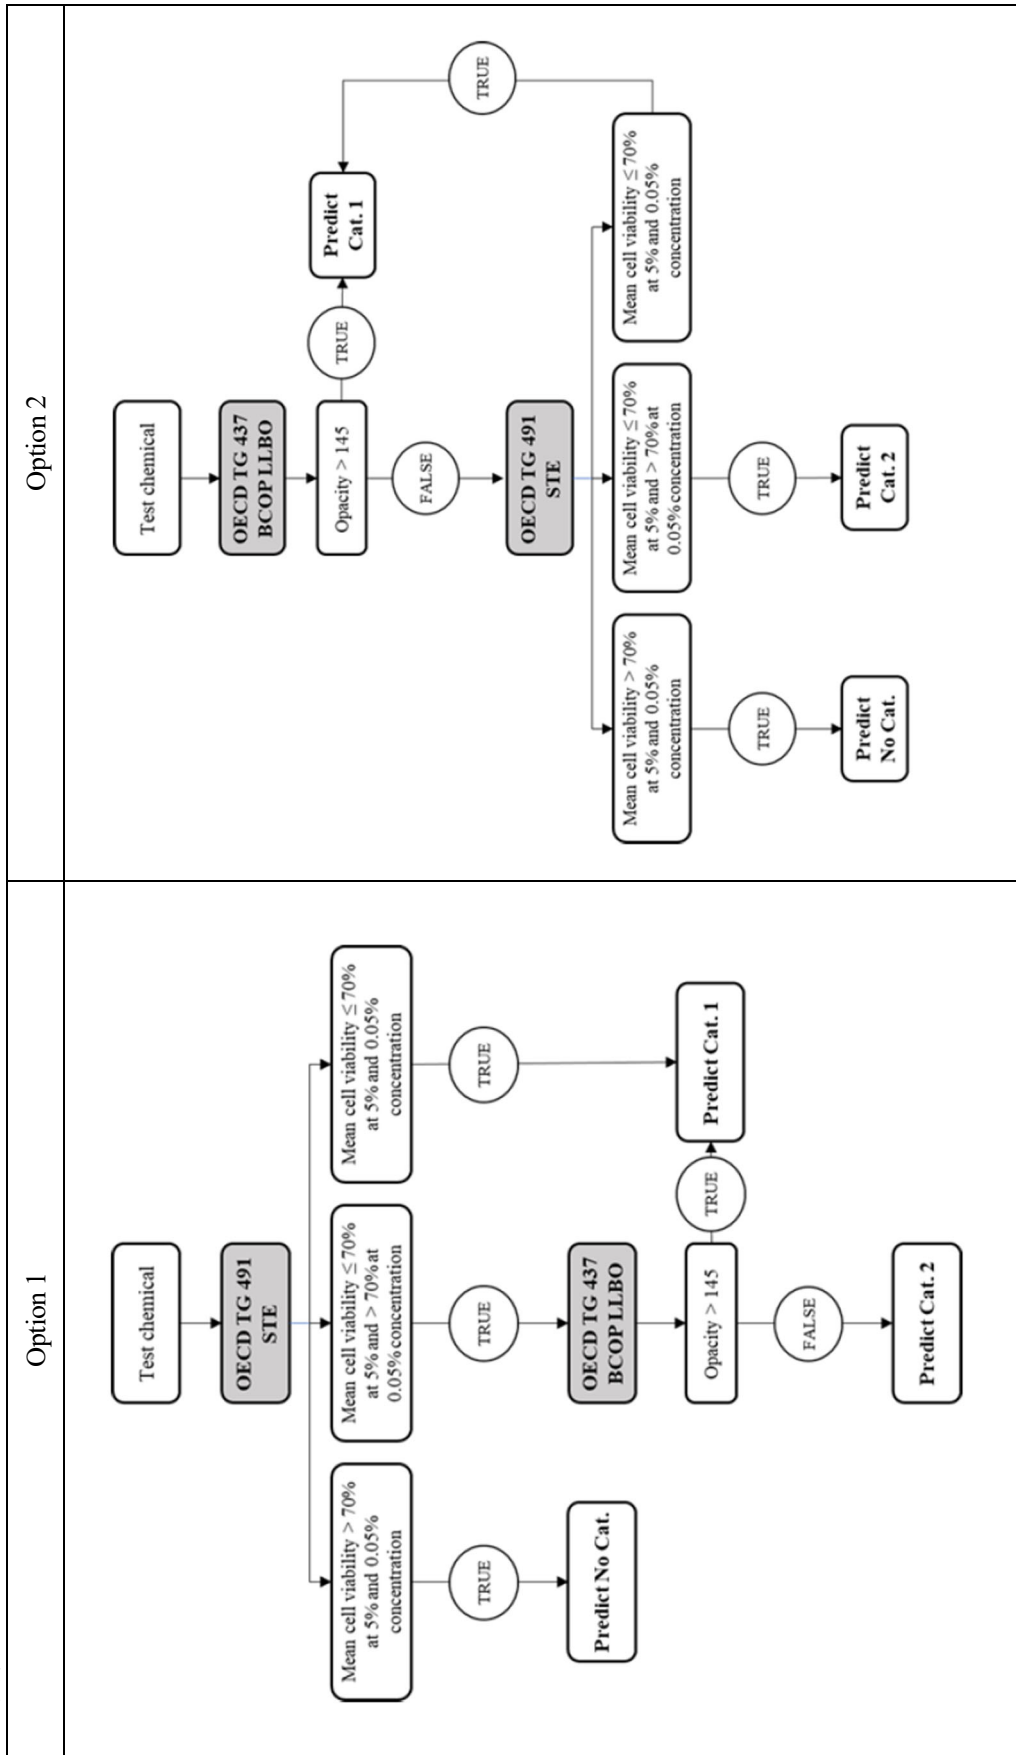 Option 1
Test chemical
OECD TG 491
STE
Mean cell viability > 70%
at 5% and 0.05%
concentration
Mean cell viability ≤ 70%
at 5% and > 70% at
0.05% concentration
Mean cell viability ≤ 70%
at 5% and 0.05%
concentration
TRUE
TRUE
TRUE
Predict No Cat.
OECD TG 437
BCOP LLBO
Opacity > 145
TRUE
Predict Cat. 1
FALSE
Predict Cat. 2
Option 2
Test chemical
OECD TG 437
BCOP LLBO
Opacity > 145
TRUE
Predict
Cat. 1
TRUE
FALSE
OECD TG 491
STE
Mean cell viability > 70%
at 5% and 0.05%
concentration
Mean cell viability ≤ 70%
at 5% and > 70% at
0.05% concentration
Mean cell viability ≤ 70%
at 5% and 0.05%
concentration
TRUE
TRUE
Predict
No Cat.
Predict
Cat. 2